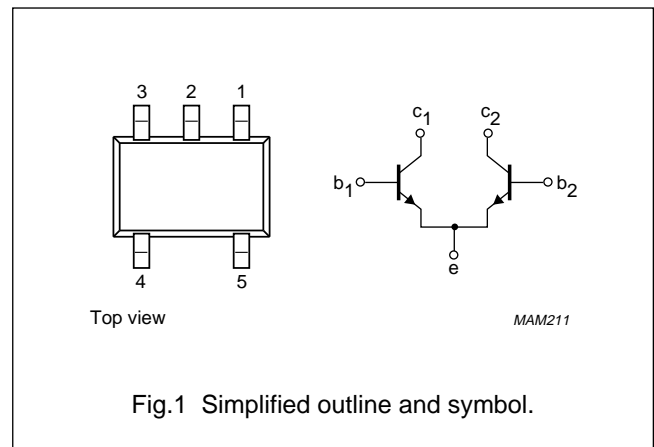 3 2 1
4 5
Top view
c1 c2
b1 b2
e
MAM211
Fig.1 Simplified outline and symbol.